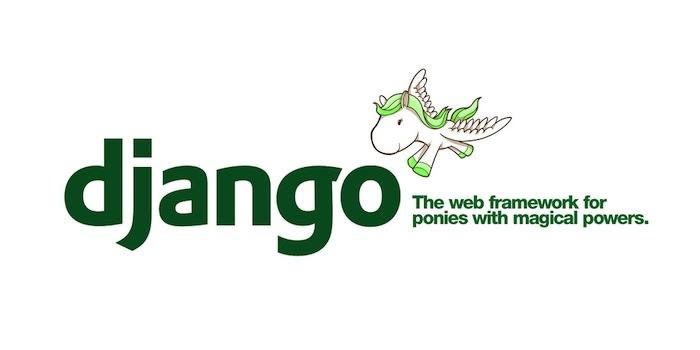 django
The web framework for
ponies with magical powers.